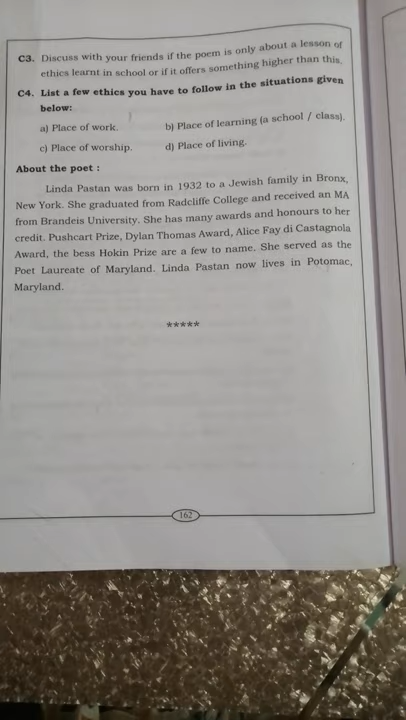 C3. Discuss with your friends if the poem is only about a lesson of
ethics learnt in school or if it offers something higher than this.
C4. List a few ethics you have to follow in the situations given
below:
a) Place of work. b) Place of learning (a school / class).
c) Place of worship. d) Place of living.
About the poet :
Linda Pastan was born in 1932 to a Jewish family in Bronx,
New York. She graduated from Radcliffe College and received an MA
from Brandeis University. She has many awards and honours to her
credit. Pushcart Prize, Dylan Thomas Award, Alice Fay di Castagnola
Award, the bess Hokin Prize are a few to name. She served as the
Poet Laureate of Maryland. Linda Pastan now lives in Potomac,
Maryland.
*****
162